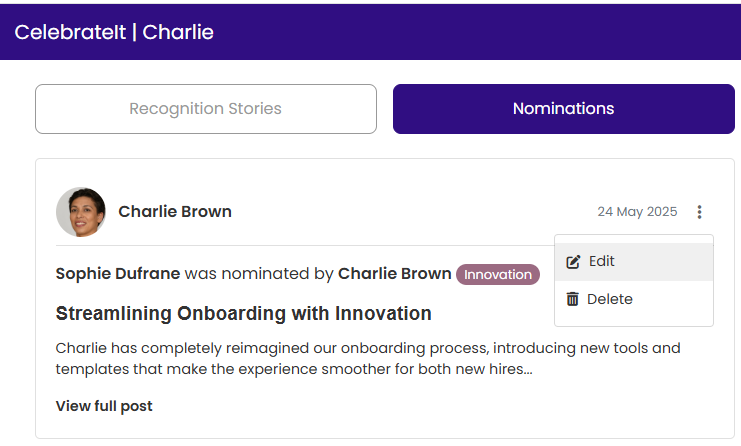 CelebrateIt | Charlie
Recognition Stories
Nominations
Charlie Brown
24 May 2025
Edit
Delete
Sophie Dufrane was nominated by Charlie Brown Innovation
Streamlining Onboarding with Innovation
Charlie has completely reimagined our onboarding process, introducing new tools and
templates that make the experience smoother for both new hires...
View full post